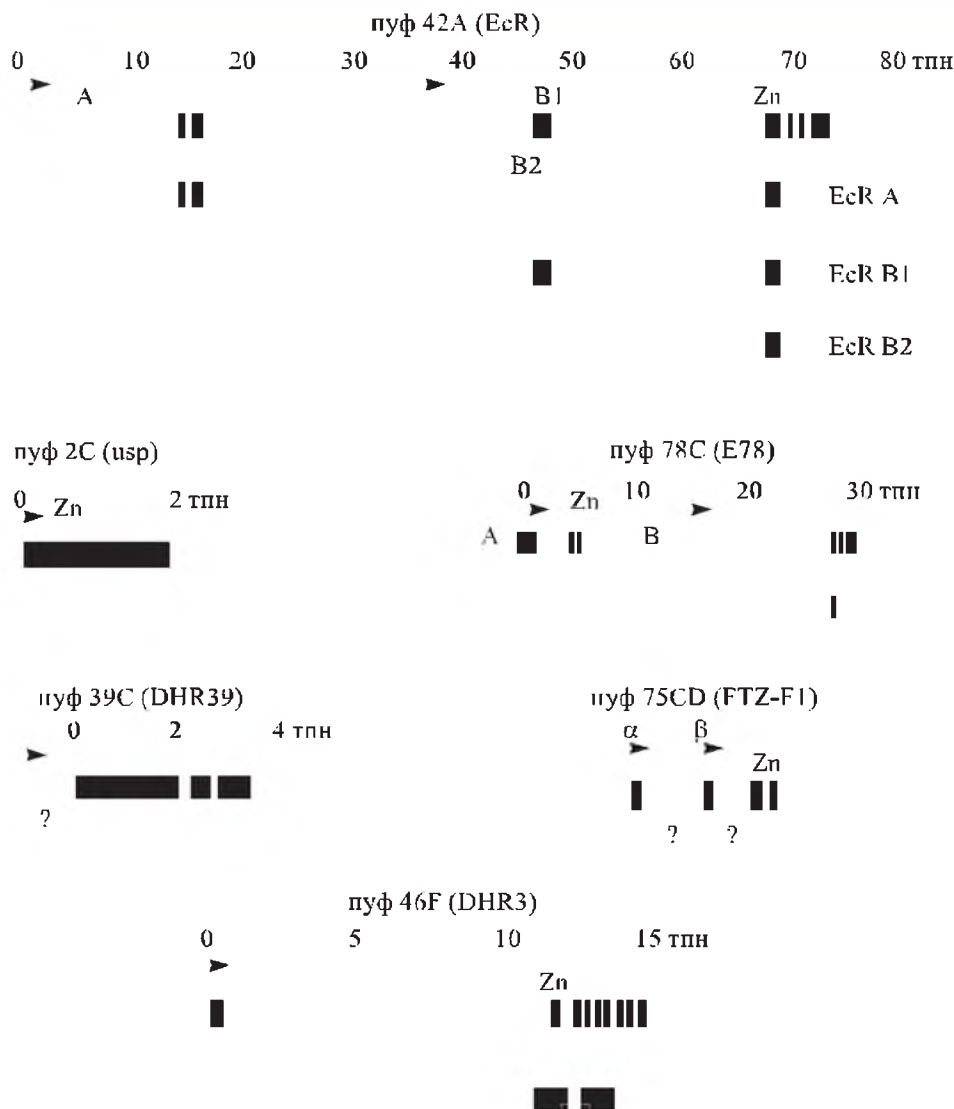 пуф 42A (EcR)
0 10 20 30 40 50 60 70 80 тпн
A B1 Zn
B2
EcR A
EcR B1
EcR B2
пуф 2C (usp)
0 2 тпн
Zn
пуф 78C (E78)
0 10 20 30 тпн
Zn
A B
пуф 39C (DHR39)
0 2 4 тпн
?
пуф 75CD (FTZ-F1)
α β
Zn
? ?
пуф 46F (DHR3)
0 5 10 15 тпн
Zn